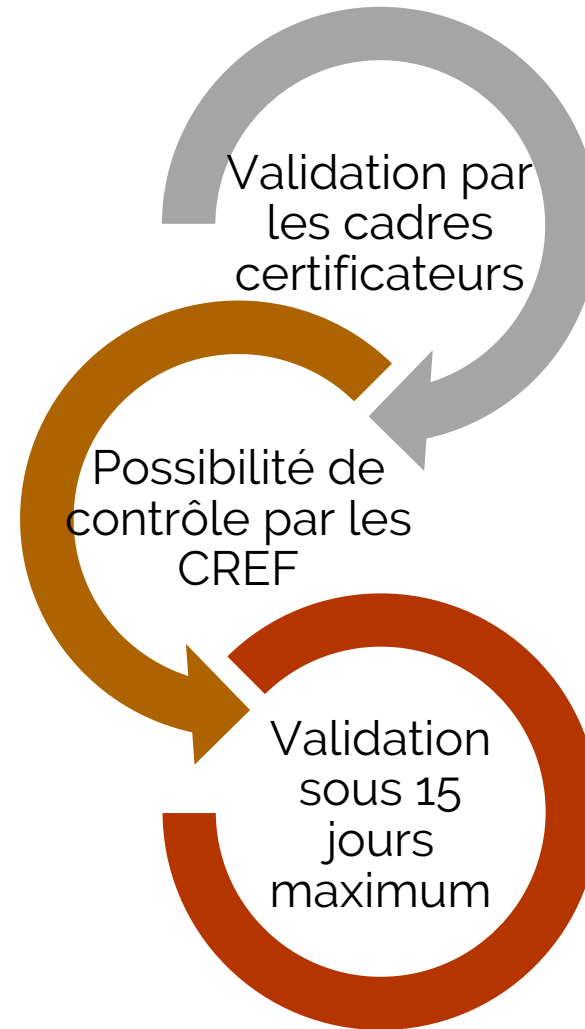 Validation par
les cadres
certificateurs
Possibilité de
contrôle par les
CREF
Validation
sous 15
jours
maximum